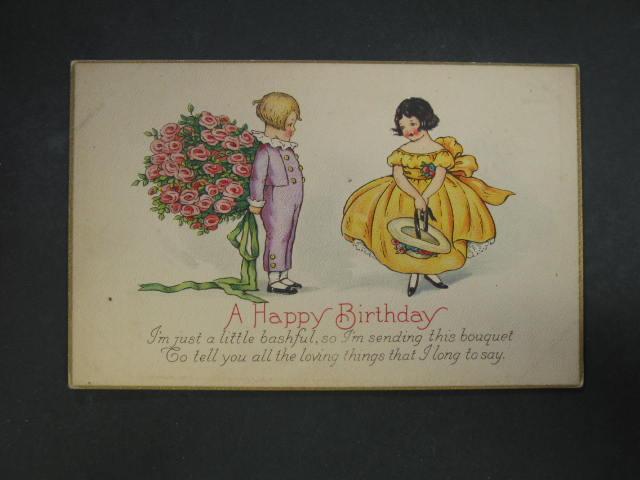 A Happy Birthday
I'm just a little bashful, so I'm sending this bouquet
To tell you all the loving things that I long to say.